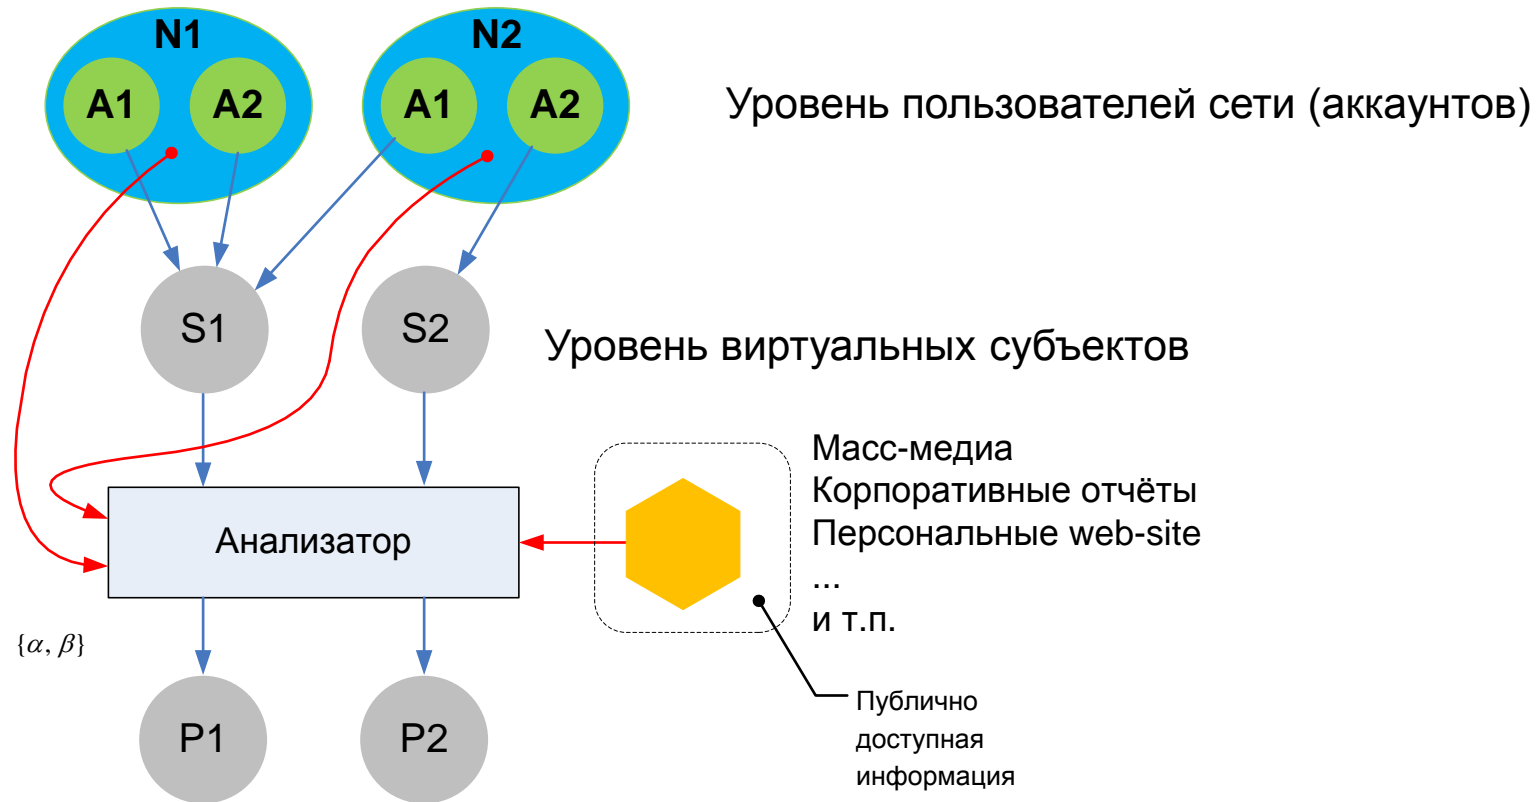 N1
N2
A1
A2
A1
A2
Уровень пользователей сети (аккаунтов)
S1
S2
Уровень виртуальных субъектов
Масс-медиа
Корпоративные отчёты
Персональные web-site
...
и т.п.
Анализатор
{α, β}
P1
P2
Публично
доступная
информация